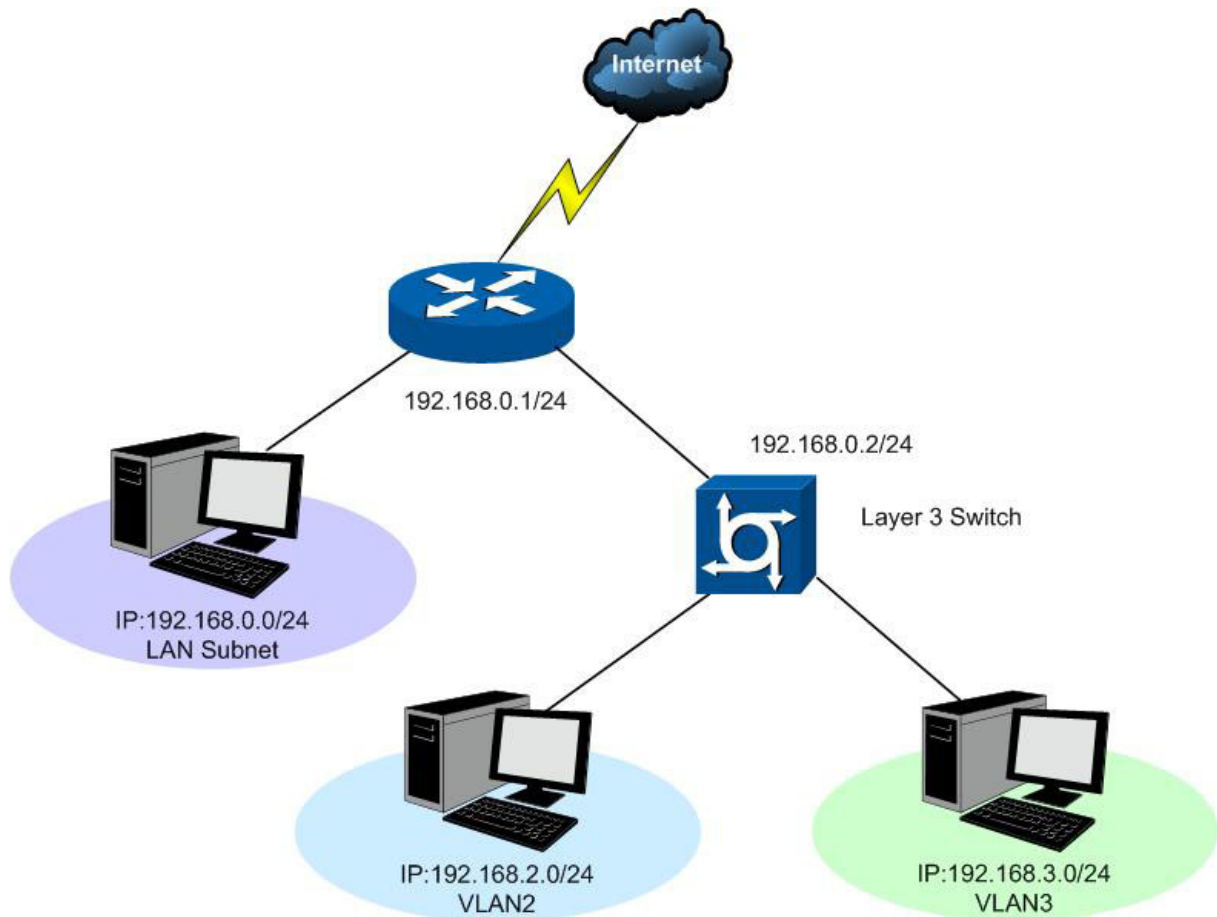 Internet
192.168.0.1/24
192.168.0.2/24
Layer 3 Switch
IP:192.168.0.0/24
LAN Subnet
IP:192.168.2.0/24
VLAN2
IP:192.168.3.0/24
VLAN3